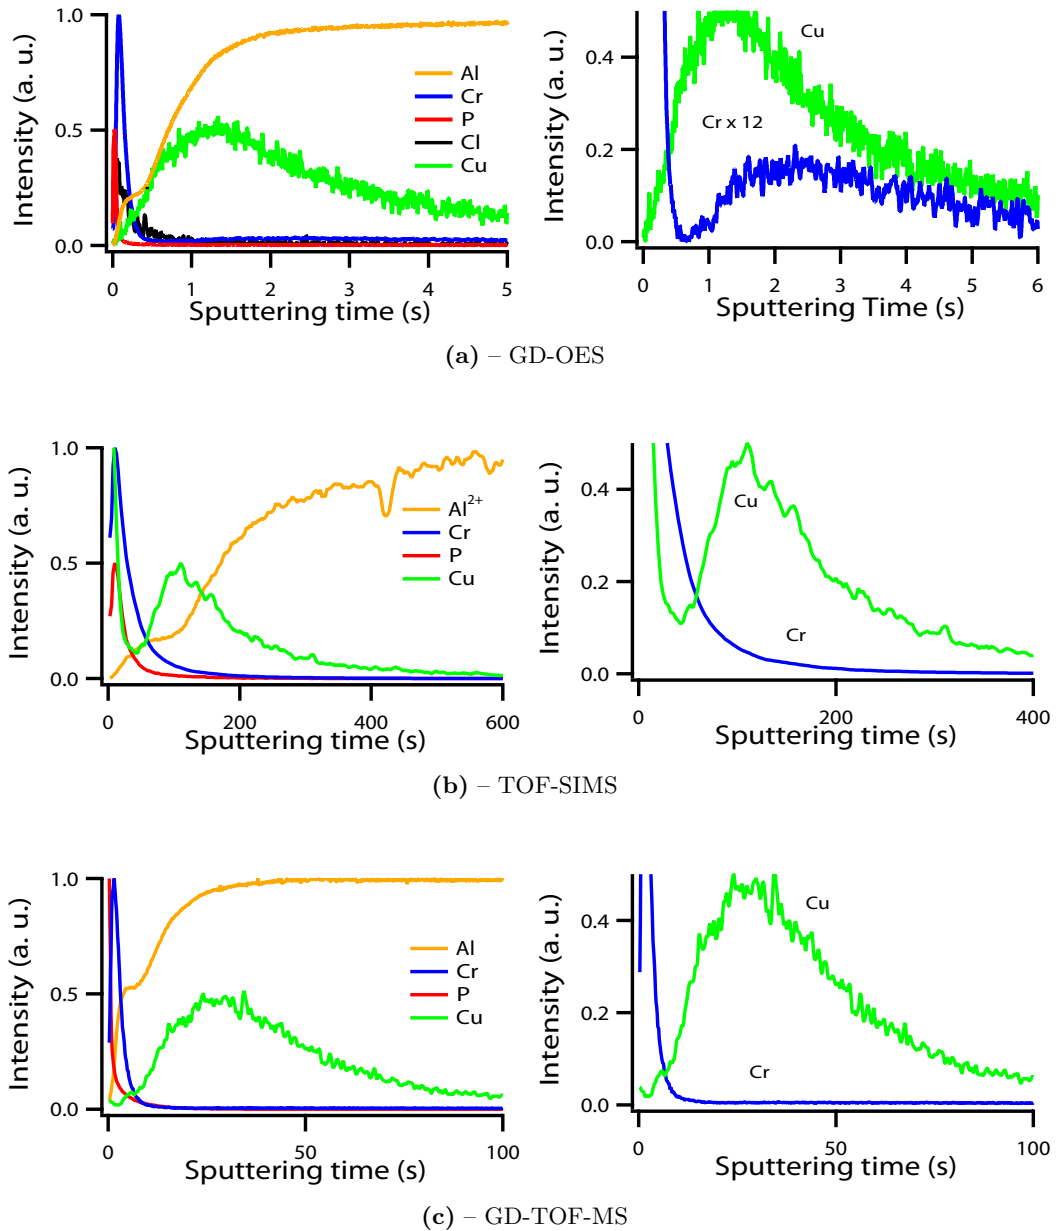 Intensity (a. u.)
1.0
0.5
0.0
Al
Cr
P
Cl
Cu
0 1 2 3 4 5
Sputtering time (s)
Intensity (a. u.)
0.4
0.2
0.0
Cu
Cr x 12
0 1 2 3 4 5 6
Sputtering Time (s)
(a) – GD-OES
Intensity (a. u.)
1.0
0.5
0.0
Al2+
Cr
P
Cu
0 200 400 600
Sputtering time (s)
Intensity (a. u.)
0.4
0.2
0.0
Cu
Cr
0 200 400
Sputtering time (s)
(b) – TOF-SIMS
Intensity (a. u.)
1.0
0.5
0.0
Al
Cr
P
Cu
0 50 100
Sputtering time (s)
Intensity (a. u.)
0.4
0.2
0.0
Cu
Cr
0 50 100
Sputtering time (s)
(c) – GD-TOF-MS